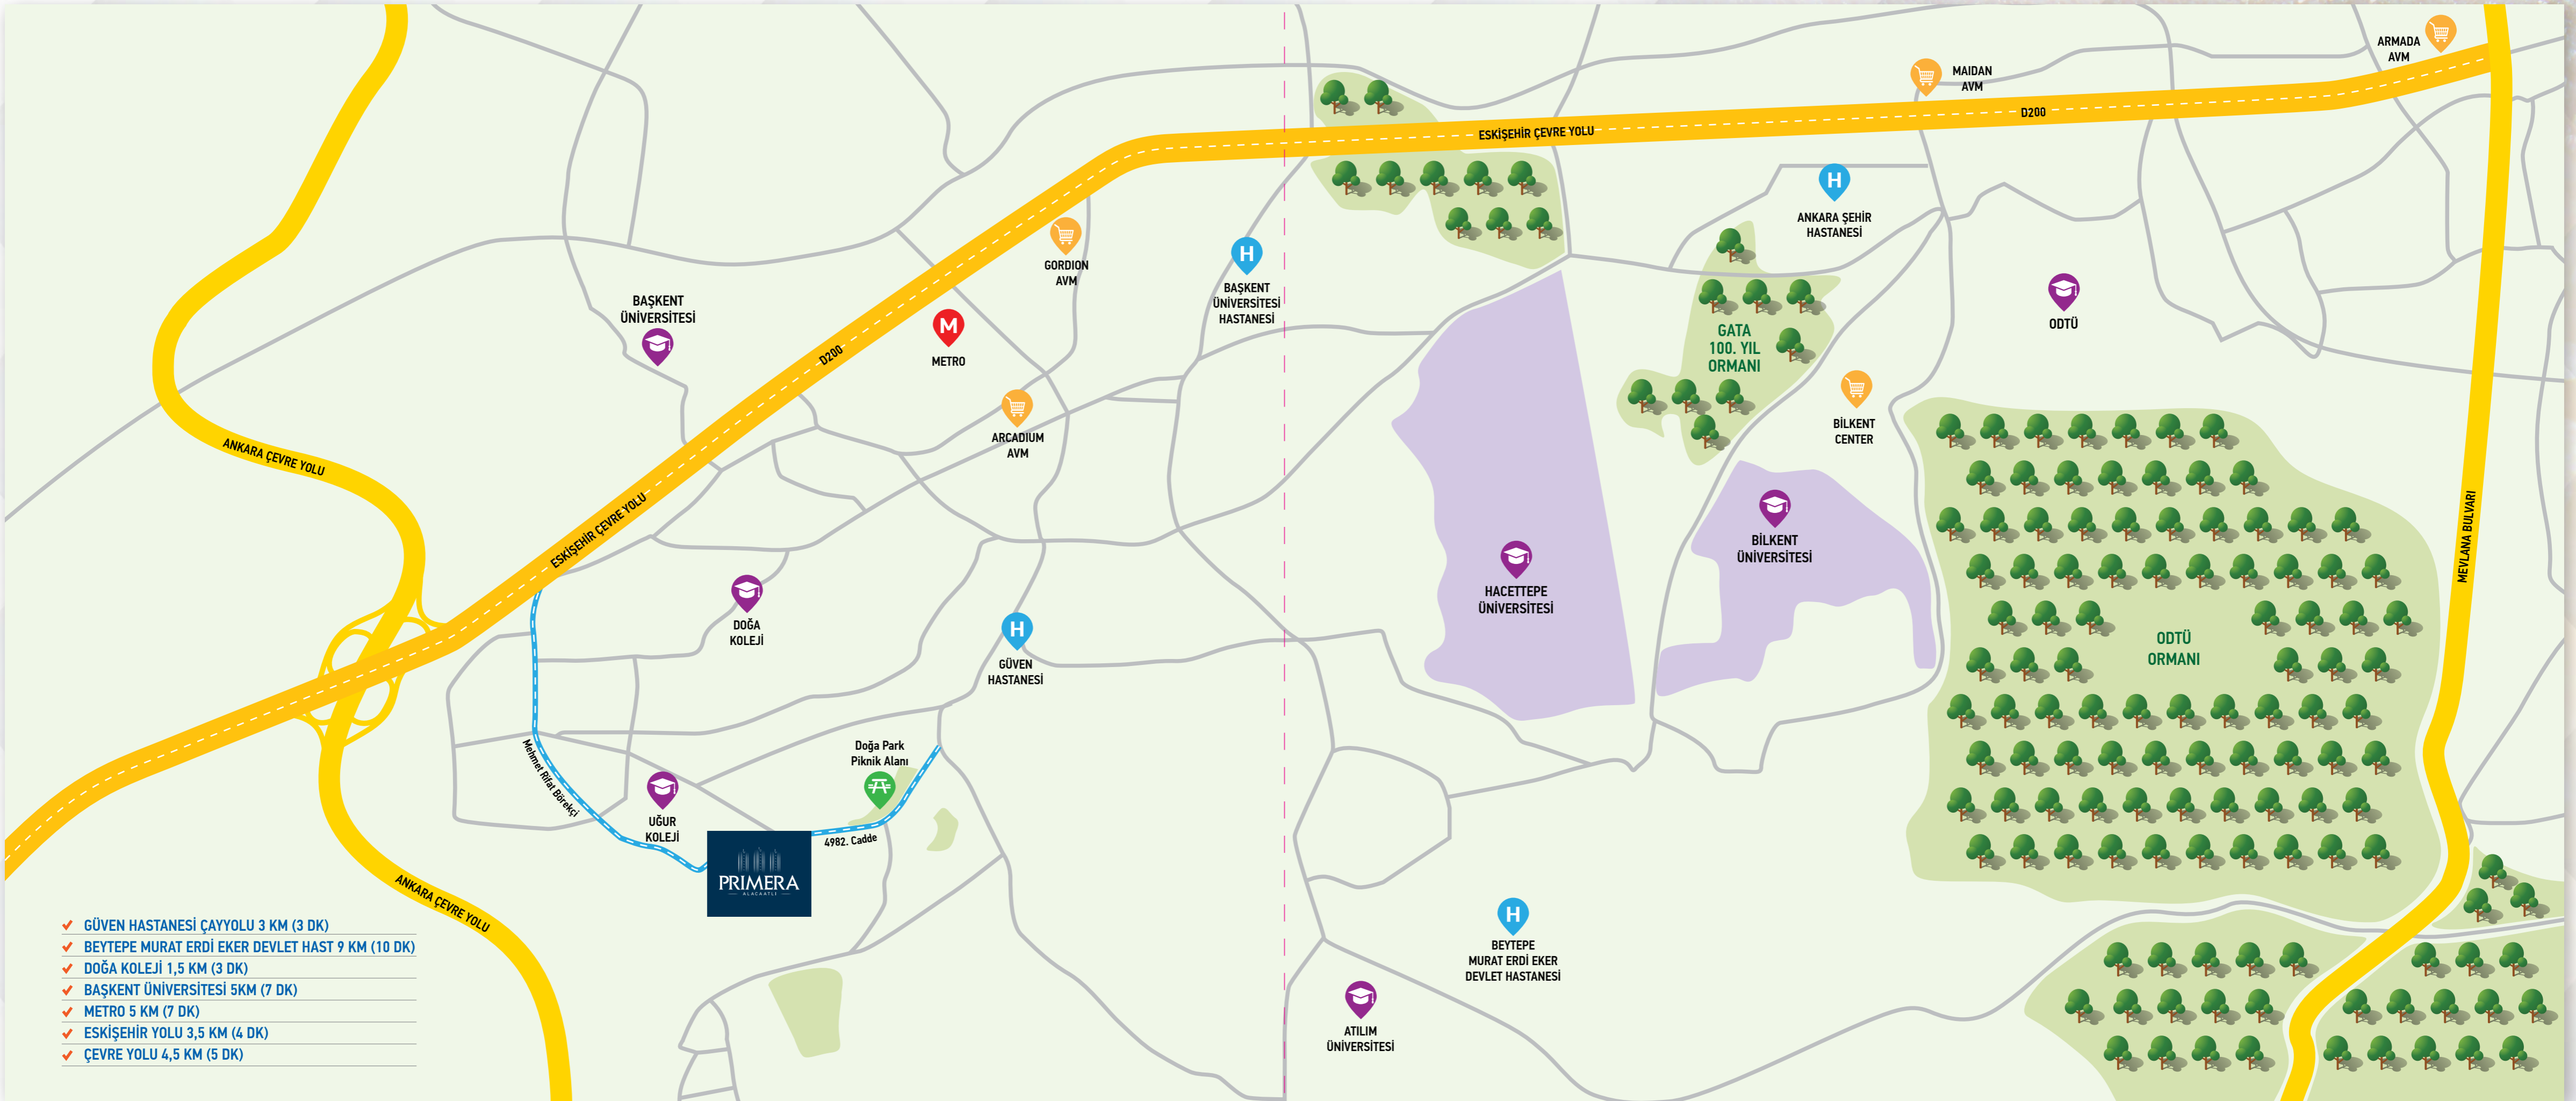 ARMADA
AVM
MAIDAN
AVM
D200
ESKİŞEHİR ÇEVRE YOLU
H
ANKARA ŞEHİR
HASTANESİ
GORDION
AVM
H
BAŞKENT
ÜNİVERSİTESİ
HASTANESİ
BAŞKENT
ÜNİVERSİTESİ
M
METRO
D200
ODTÜ
GATA
100. YIL
ORMANI
ARCADIUM
AVM
BİLKENT
CENTER
ANKARA ÇEVRE YOLU
ESKİŞEHİR ÇEVRE YOLU
MEVLANA BULVARI
BİLKENT
ÜNİVERSİTESİ
HACETTEPE
ÜNİVERSİTESİ
DOĞA
KOLEJİ
H
GÜVEN
HASTANESİ
ODTÜ
ORMANI
Mehmet Rifat Börekçi
Doğa Park
Piknik Alanı
UĞUR
KOLEJİ
4982. Cadde
PRIMERA
ALACAATLI
ANKARA ÇEVRE YOLU
H
BEYTEPE
MURAT ERDİ EKER
DEVLET HASTANESİ
ATILIM
ÜNİVERSİTESİ
GÜVEN HASTANESİ ÇAYYOLU 3 KM (3 DK)
BEYTEPE MURAT ERDİ EKER DEVLET HAST 9 KM (10 DK)
DOĞA KOLEJİ 1,5 KM (3 DK)
BAŞKENT ÜNİVERSİTESİ 5KM (7 DK)
METRO 5 KM (7 DK)
ESKİŞEHİR YOLU 3,5 KM (4 DK)
ÇEVRE YOLU 4,5 KM (5 DK)